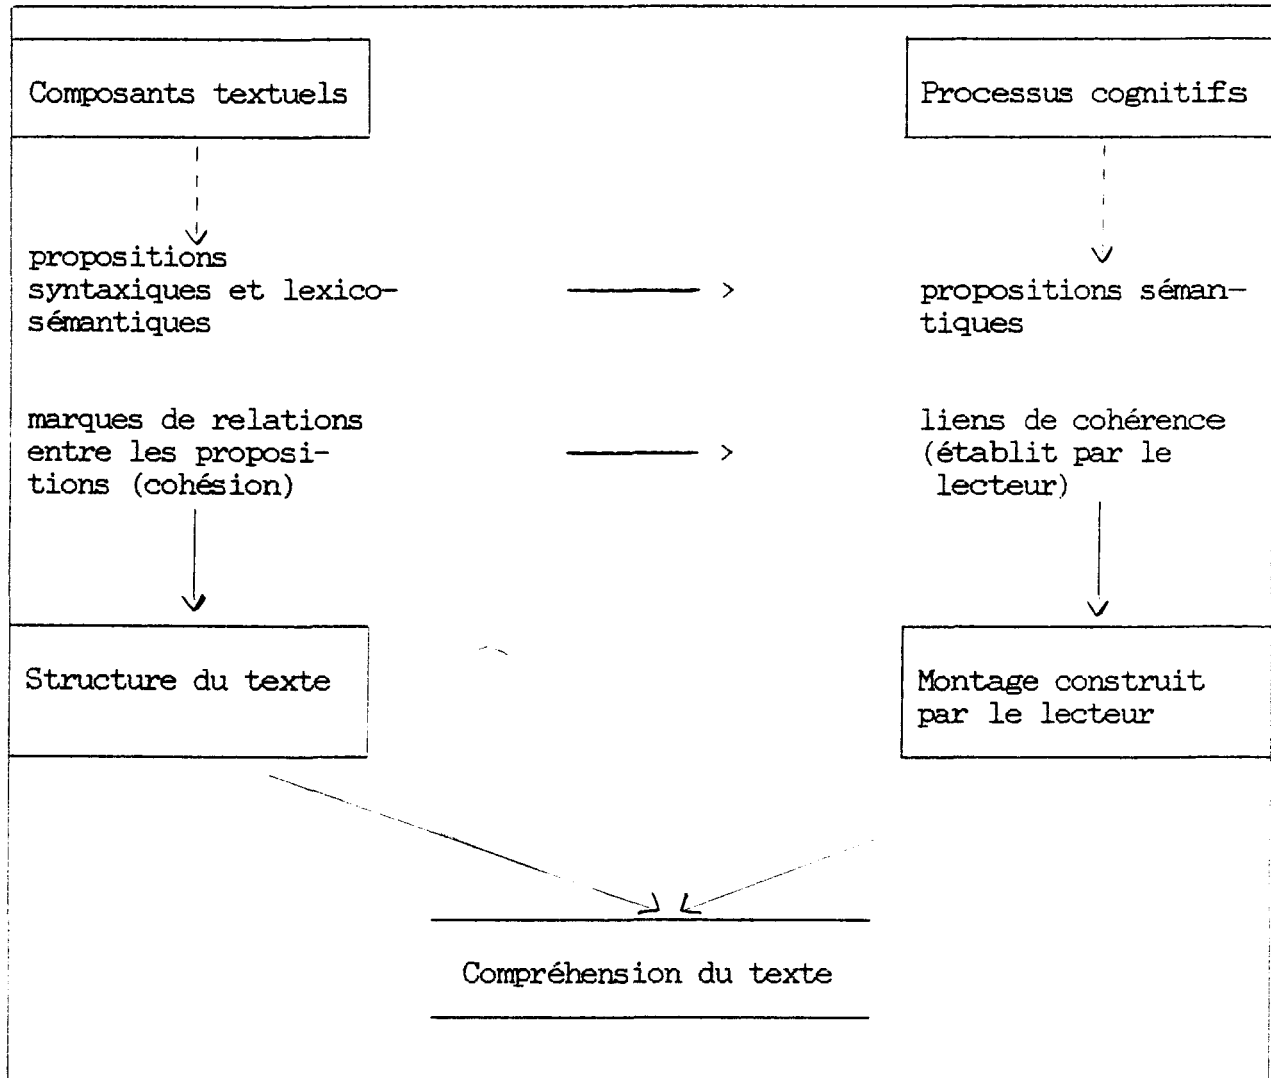 Composants textuels
Processus cognitifs
propositions
syntaxiques et lexico-
sémantiques
propositions séman-
tiques
marques de relations
entre les proposi-
tions (cohésion)
liens de cohérence
(établit par le
lecteur)
Structure du texte
Montage construit
par le lecteur
Compréhension du texte